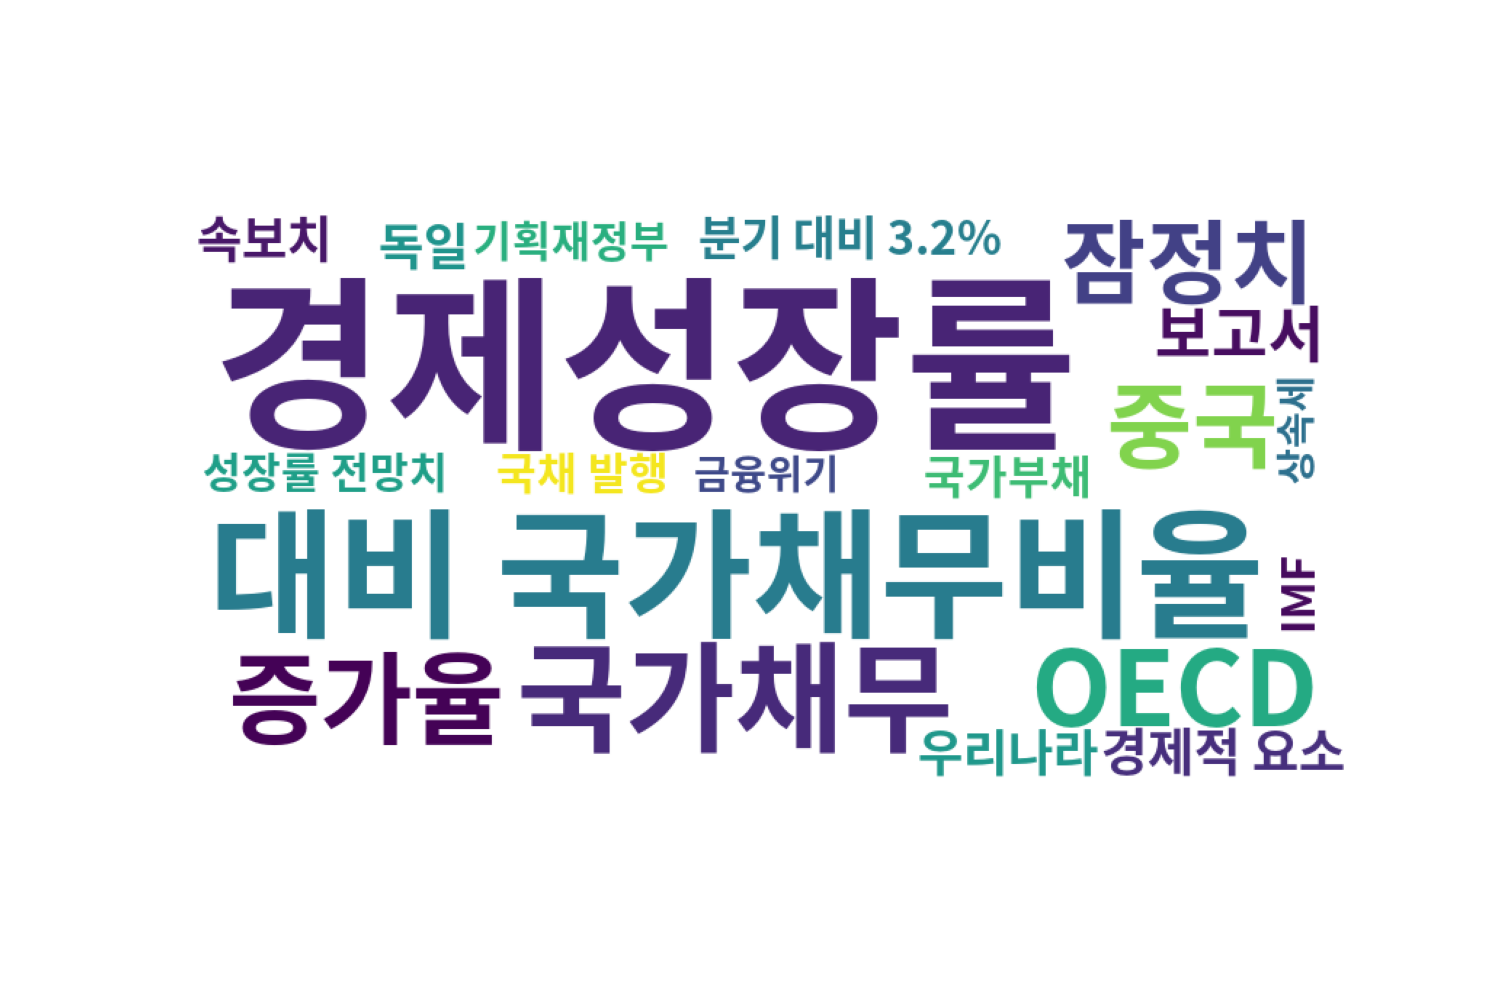 속보치
독일
기획재정부
분기 대비 3.2%
잠정치
경제성장률
보고서
중국
상속세
성장률 전망치
국채 발행
금융위기
국가부채
대비 국가채무비율
IMF
증가율
국가채무
OECD
우리나라
경제적 요소